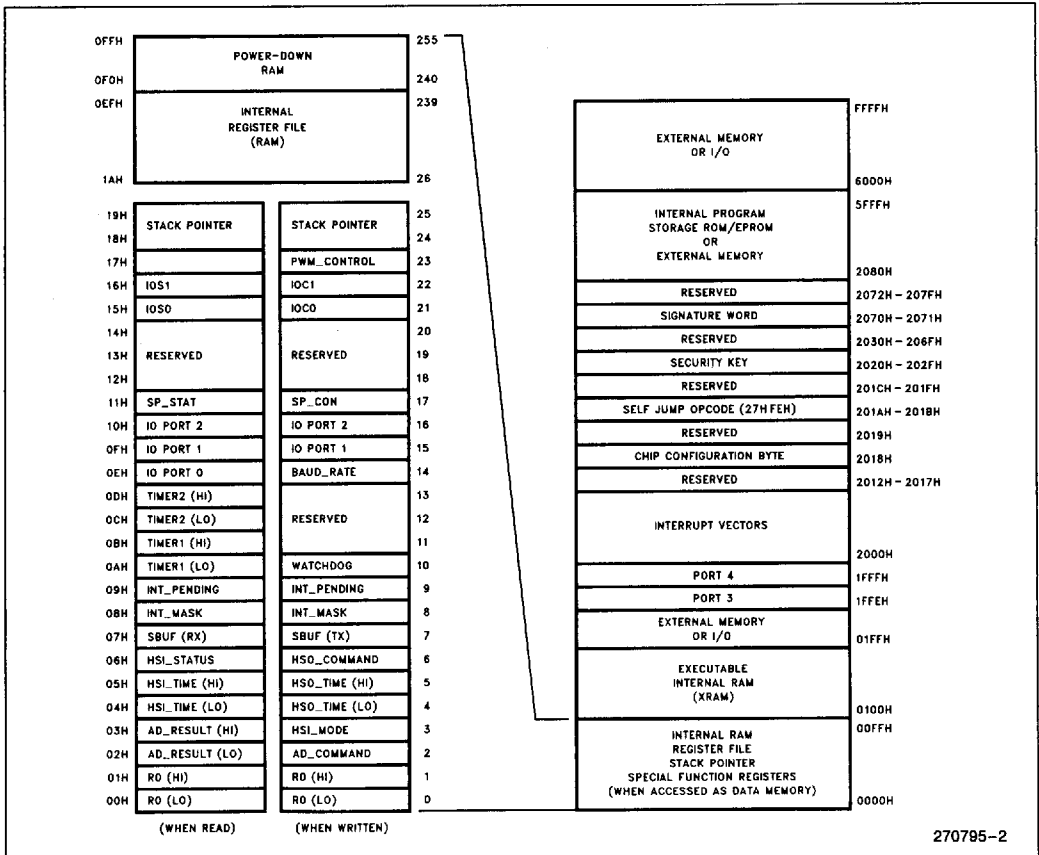 0FFH
POWER-DOWN
RAM
255
0F0H
240
0EFH
INTERNAL
REGISTER FILE
(RAM)
239
1AH
26
19H
STACK POINTER
STACK POINTER
25
18H
24
17H
PWM_CONTROL
23
16H
IOS1
IOC1
22
15H
IOS0
IOC0
21
14H
20
13H
RESERVED
RESERVED
19
12H
18
11H
SP_STAT
SP_CON
17
10H
IO PORT 2
IO PORT 2
16
0FH
IO PORT 1
IO PORT 1
15
0EH
IO PORT 0
BAUD_RATE
14
0DH
TIMER2 (HI)
13
0CH
TIMER2 (LO)
RESERVED
12
0BH
TIMER1 (HI)
11
0AH
TIMER1 (LO)
WATCHDOG
10
09H
INT_PENDING
INT_PENDING
9
08H
INT_MASK
INT_MASK
8
07H
SBUF (RX)
SBUF (TX)
7
06H
HSI_STATUS
HSO_COMMAND
6
05H
HSI_TIME (HI)
HSO_TIME (HI)
5
04H
HSI_TIME (LO)
HSO_TIME (LO)
4
03H
AD_RESULT (HI)
HSI_MODE
3
02H
AD_RESULT (LO)
AD_COMMAND
2
01H
R0 (HI)
R0 (HI)
1
00H
R0 (LO)
R0 (LO)
0
(WHEN READ)
(WHEN WRITTEN)
EXTERNAL MEMORY
OR I/O
FFFFH
6000H
INTERNAL PROGRAM
STORAGE ROM/EPROM
OR
EXTERNAL MEMORY
5FFFH
2080H
RESERVED
2072H - 207FH
SIGNATURE WORD
2070H - 2071H
RESERVED
2030H - 206FH
SECURITY KEY
2020H - 202FH
RESERVED
201CH - 201FH
SELF JUMP OPCODE (27H FEH)
201AH - 201BH
RESERVED
2019H
CHIP CONFIGURATION BYTE
2018H
RESERVED
2012H - 2017H
INTERRUPT VECTORS
2000H
PORT 4
1FFFH
PORT 3
1FFEH
EXTERNAL MEMORY
OR I/O
01FFH
EXECUTABLE
INTERNAL RAM
(XRAM)
0100H
INTERNAL RAM
REGISTER FILE
STACK POINTER
SPECIAL FUNCTION REGISTERS
(WHEN ACCESSED AS DATA MEMORY)
00FFH
0000H
270795-2